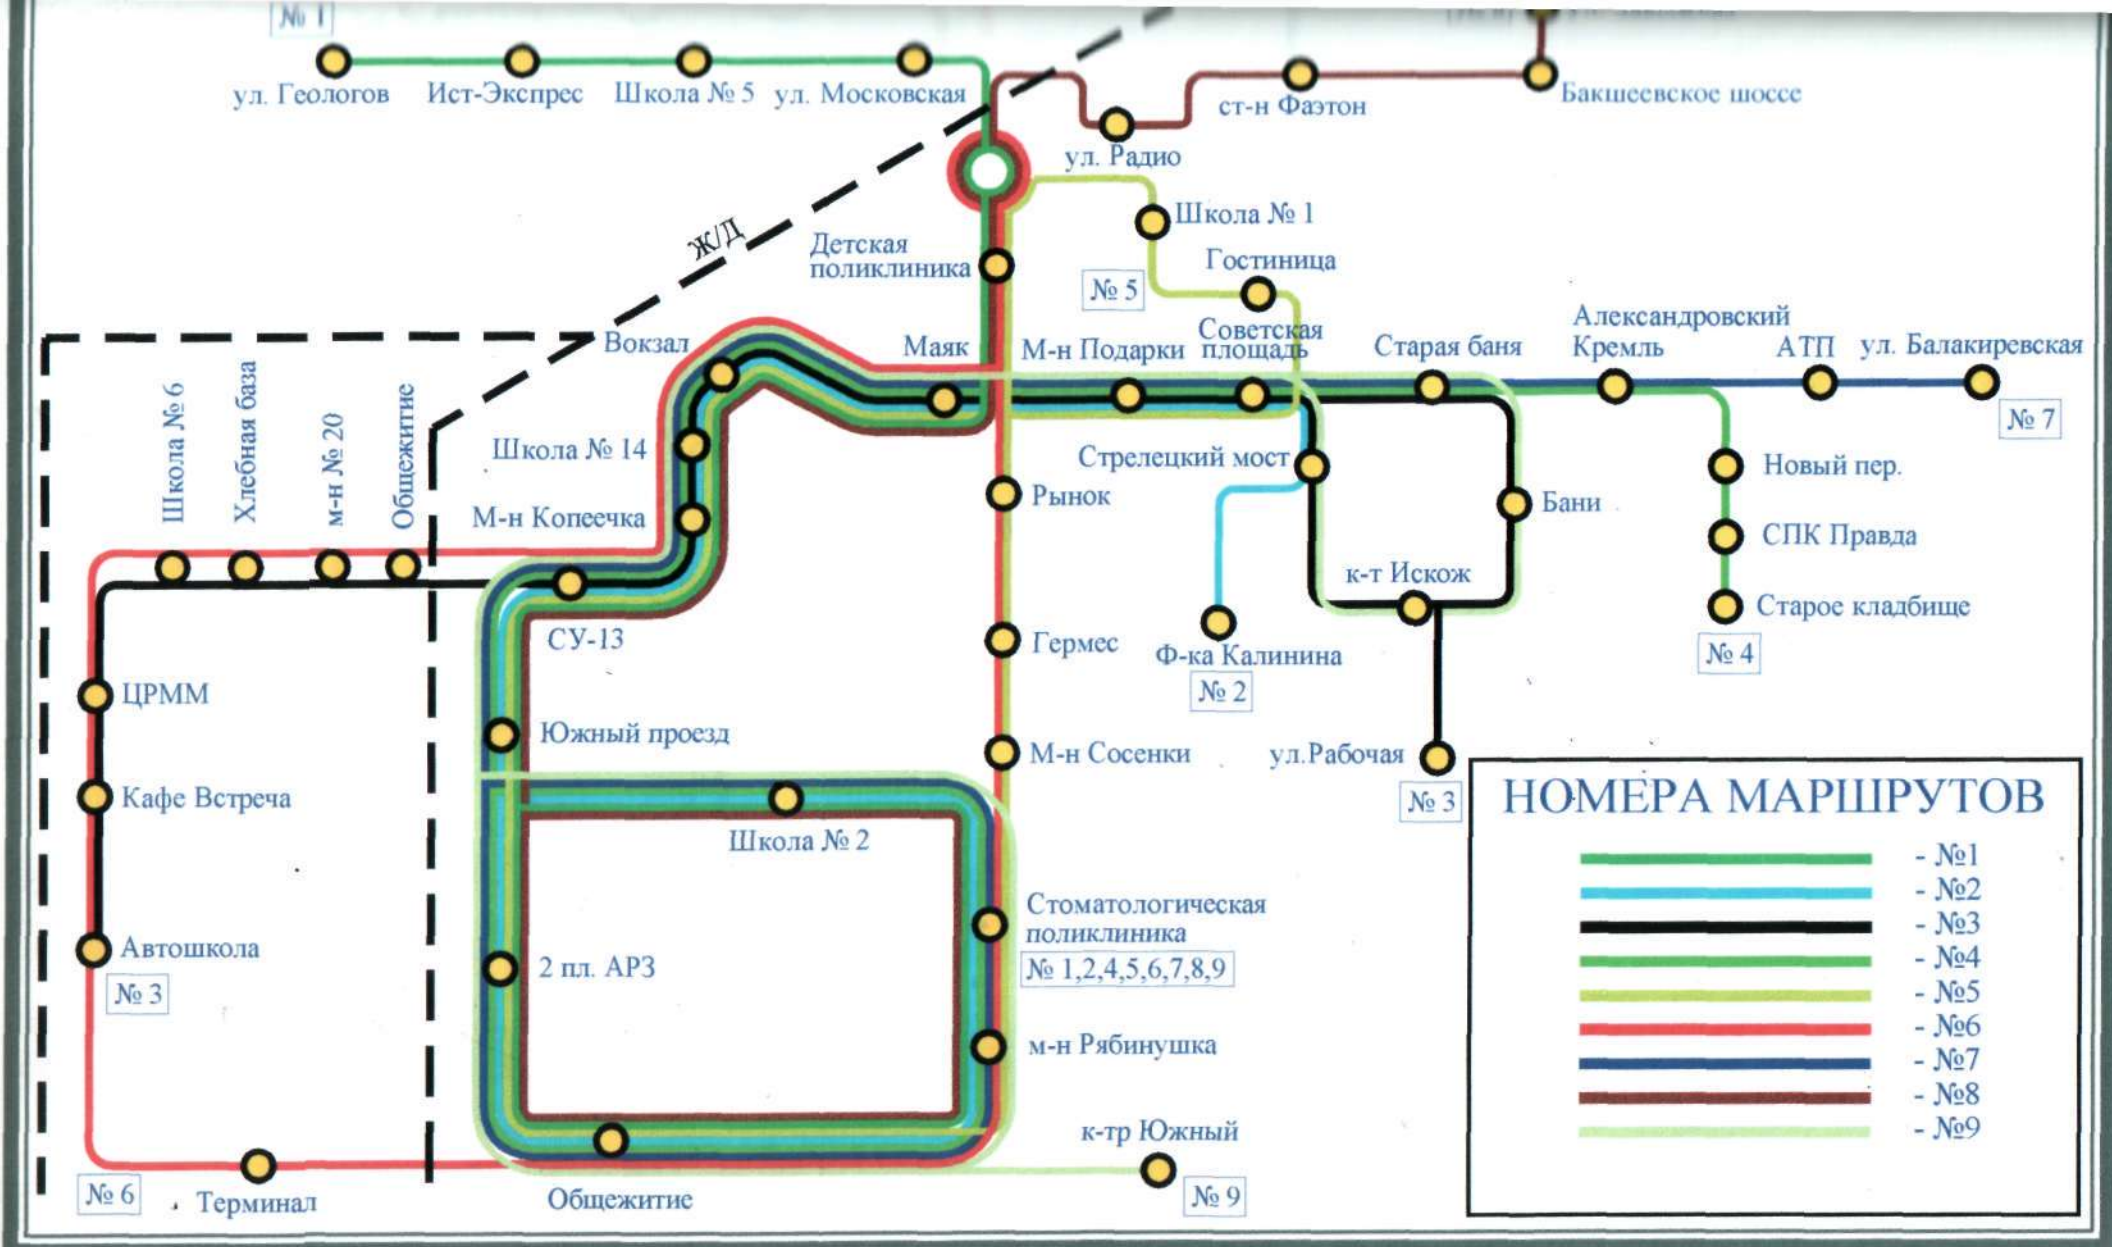 № 1
ул. Геологов
Ист-Экспрес
Школа № 5
ул. Московская
ст-н Фаэтон
Бакшеевское шоссе
ул. Радио
Ж/Д
Детская
поликлиника
Школа № 1
Гостиница
№ 5
Вокзал
Маяк
М-н Подарки
Советская
площадь
Старая баня
Александровский
Кремль
АТП
ул. Балакиревская
№ 7
Школа № 6
Хлебная база
м-н № 20
Общежитие
Школа № 14
М-н Копеечка
Стрелецкий мост
Рынок
Бани
Новый пер.
СПК Правда
к-т Искож
Старое кладбище
№ 4
СУ-13
Гермес
Ф-ка Калинина
№ 2
ЦРММ
Южный проезд
М-н Сосенки
ул.Рабочая
№ 3
Кафе Встреча
Школа № 2
Автошкола
№ 3
2 пл. АРЗ
Стоматологическая
поликлиника
№ 1,2,4,5,6,7,8,9
м-н Рябинушка
к-тр Южный
№ 9
№ 6
Терминал
Общежитие
НОМЕРА МАРШРУТОВ
- №1
- №2
- №3
- №4
- №5
- №6
- №7
- №8
- №9